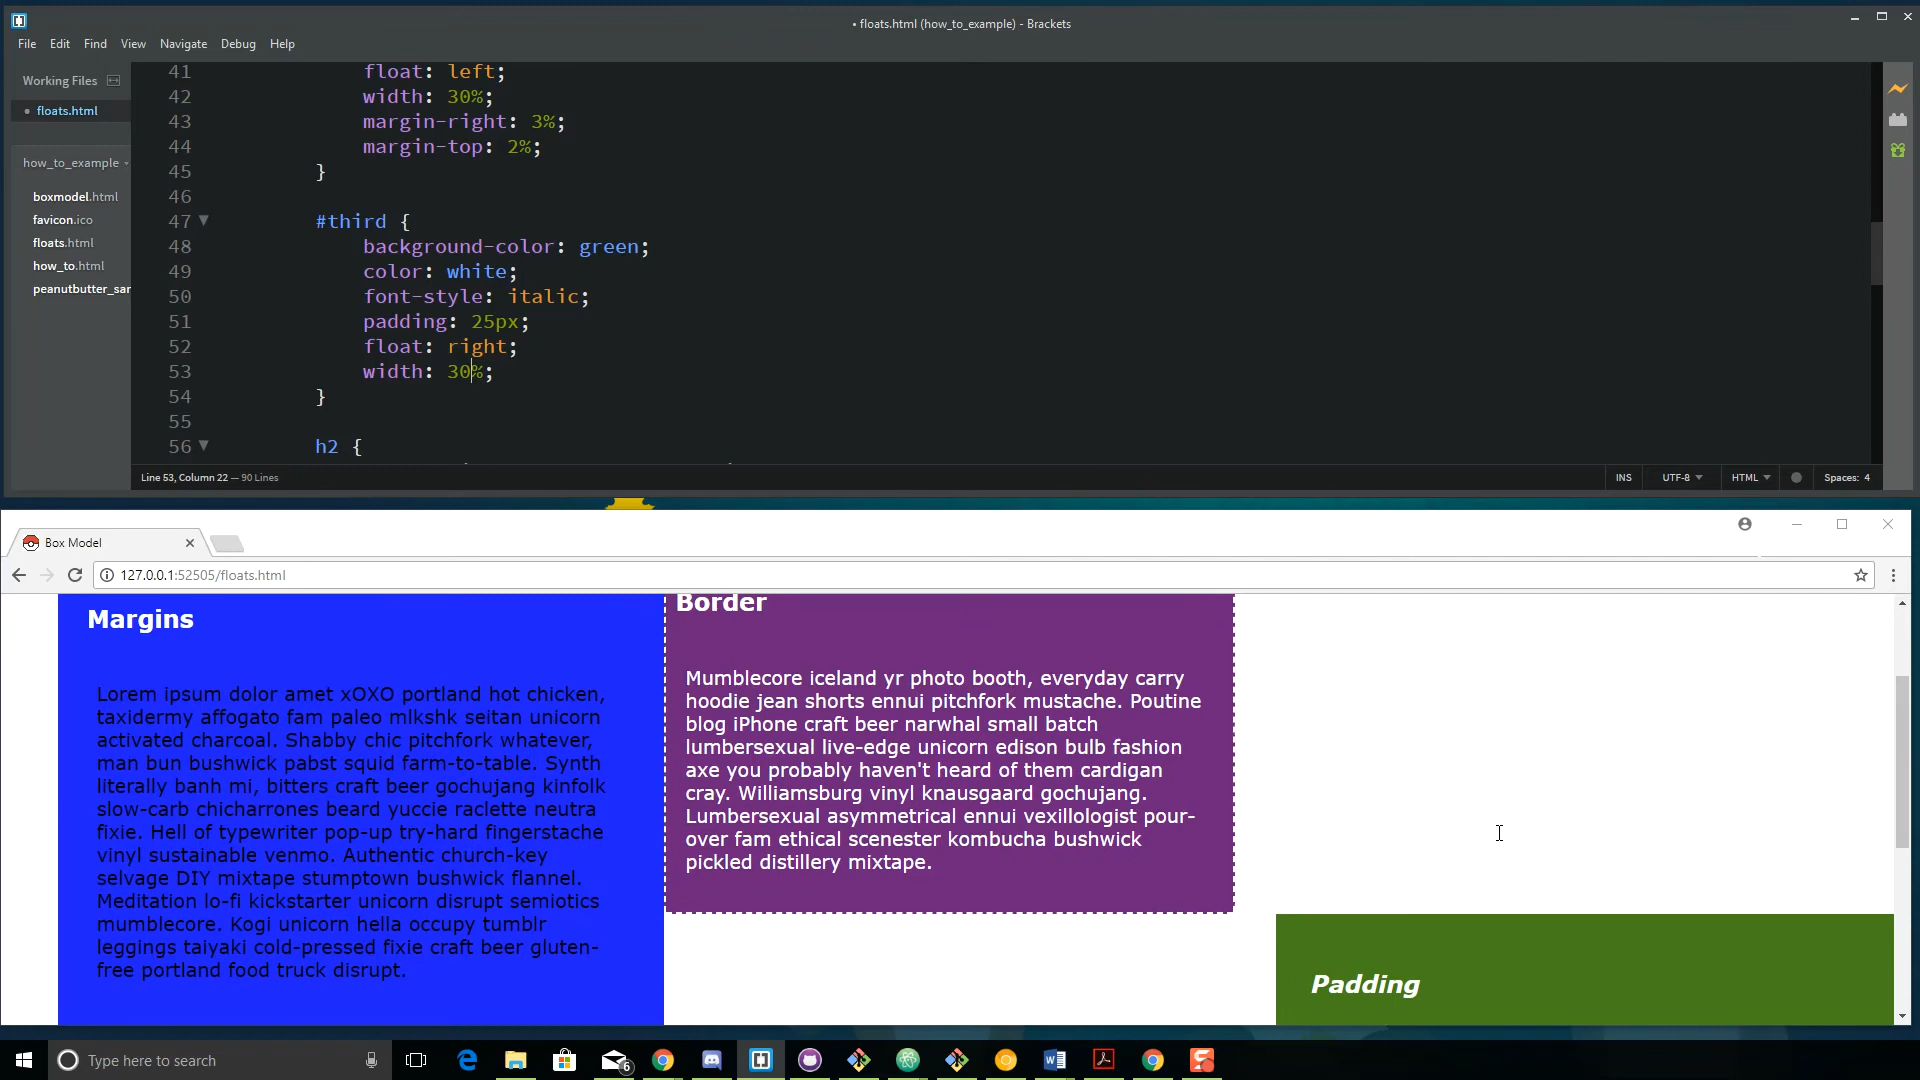 • floats.html (how_to_example) - Brackets
File Edit Find View Navigate Debug Help
Working Files
• floats.html
how_to_example
boxmodel.html
favicon.ico
floats.html
how_to.html
peanutbutter_sar
41 float: left;
42 width: 30%;
43 margin-right: 3%;
44 margin-top: 2%;
45 }
46
47 #third {
48 background-color: green;
49 color: white;
50 font-style: italic;
51 padding: 25px;
52 float: right;
53 width: 30%;
54 }
55
56 h2 {
Line 53, Column 22 — 90 Lines
INS UTF-8 HTML Spaces: 4
Box Model
127.0.0.1:52505/floats.html
Margins
Lorem ipsum dolor amet xOXO portland hot chicken,
taxidermy affogato fam paleo mlkshk seitan unicorn
activated charcoal. Shabby chic pitchfork whatever,
man bun bushwick pabst squid farm-to-table. Synth
literally banh mi, bitters craft beer gochujang kinfolk
slow-carb chicharrones beard yuccie raclette neutra
fixie. Hell of typewriter pop-up try-hard fingerstache
vinyl sustainable venmo. Authentic church-key
selvage DIY mixtape stumptown bushwick flannel.
Meditation lo-fi kickstarter unicorn disrupt semiotics
mumblecore. Kogi unicorn hella occupy tumblr
leggings taiyaki cold-pressed fixie craft beer gluten-
free portland food truck disrupt.
Border
Mumblecore iceland yr photo booth, everyday carry
hoodie jean shorts ennui pitchfork mustache. Poutine
blog iPhone craft beer narwhal small batch
lumbersexual live-edge unicorn edison bulb fashion
axe you probably haven't heard of them cardigan
cray. Williamsburg vinyl knausgaard gochujang.
Lumbersexual asymmetrical ennui vexillologist pour-
over fam ethical scenester kombucha bushwick
pickled distillery mixtape.
Padding
Type here to search
6